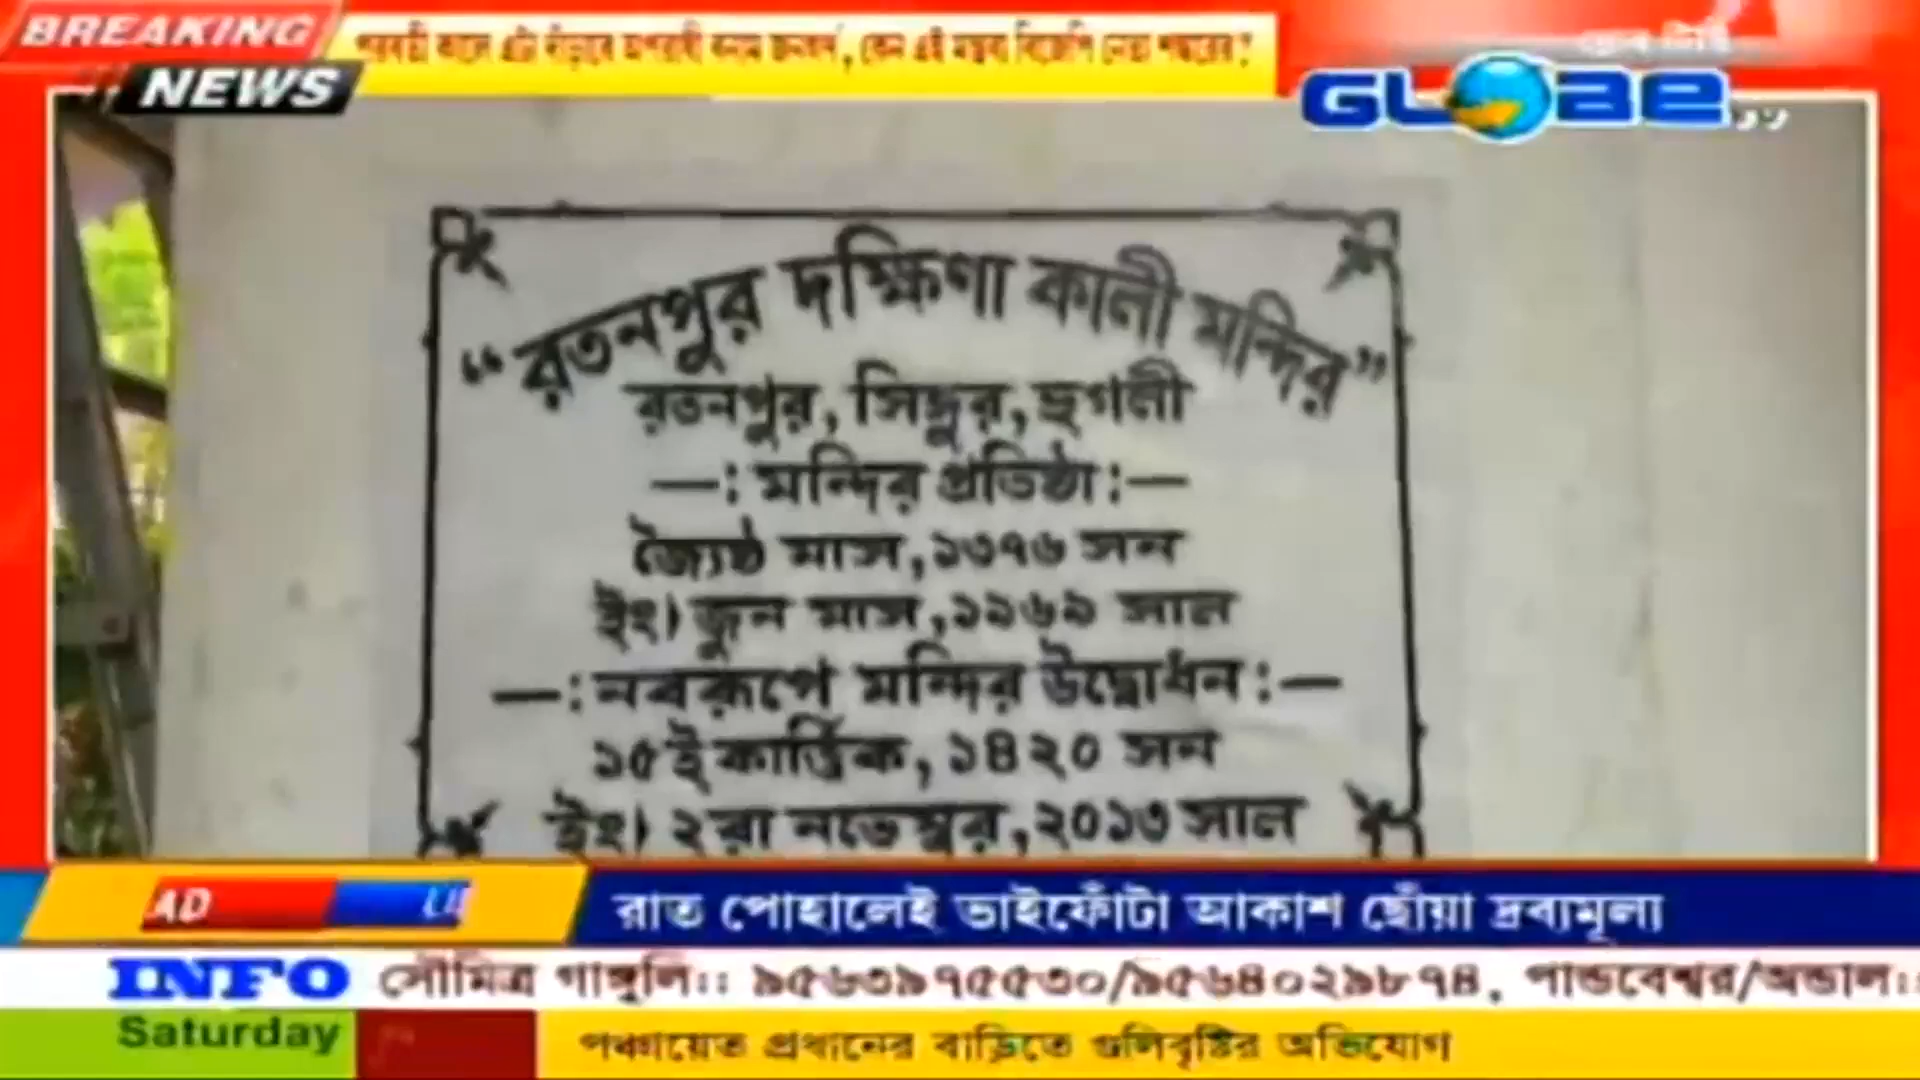 BREAKING
NEWS
GLOBE
“রতনপুর দক্ষিণা কালী মন্দির”
রতনপুর, সিঙ্গুর, হুগলী
—: মন্দির প্রতিষ্ঠা :—
জ্যৈষ্ঠ মাস, ১৩৭৬ সন
ইং। জুন মাস, ১৯৬৯ সাল
—: নবরূপে মন্দির উদ্বোধন :—
১৫ই কার্ত্তিক, ১৪২০ সন
ইং। ২রা নভেম্বর, ২০১৩ সাল
রাত পোহালেই ভাইফোঁটা আকাশ ছোঁয়া দ্রব্যমূল্য
INFO সৌমিত্র গাঙ্গুলি:: ৯৫৬৩৯৭৫৫৩০/৯৫৬৪০২৯৮৭৪, পান্ডবেশ্বর/অন্ডাল::
Saturday
পঞ্চায়েত প্রধানের বাড়িতে গুলিবৃষ্টির অভিযোগ